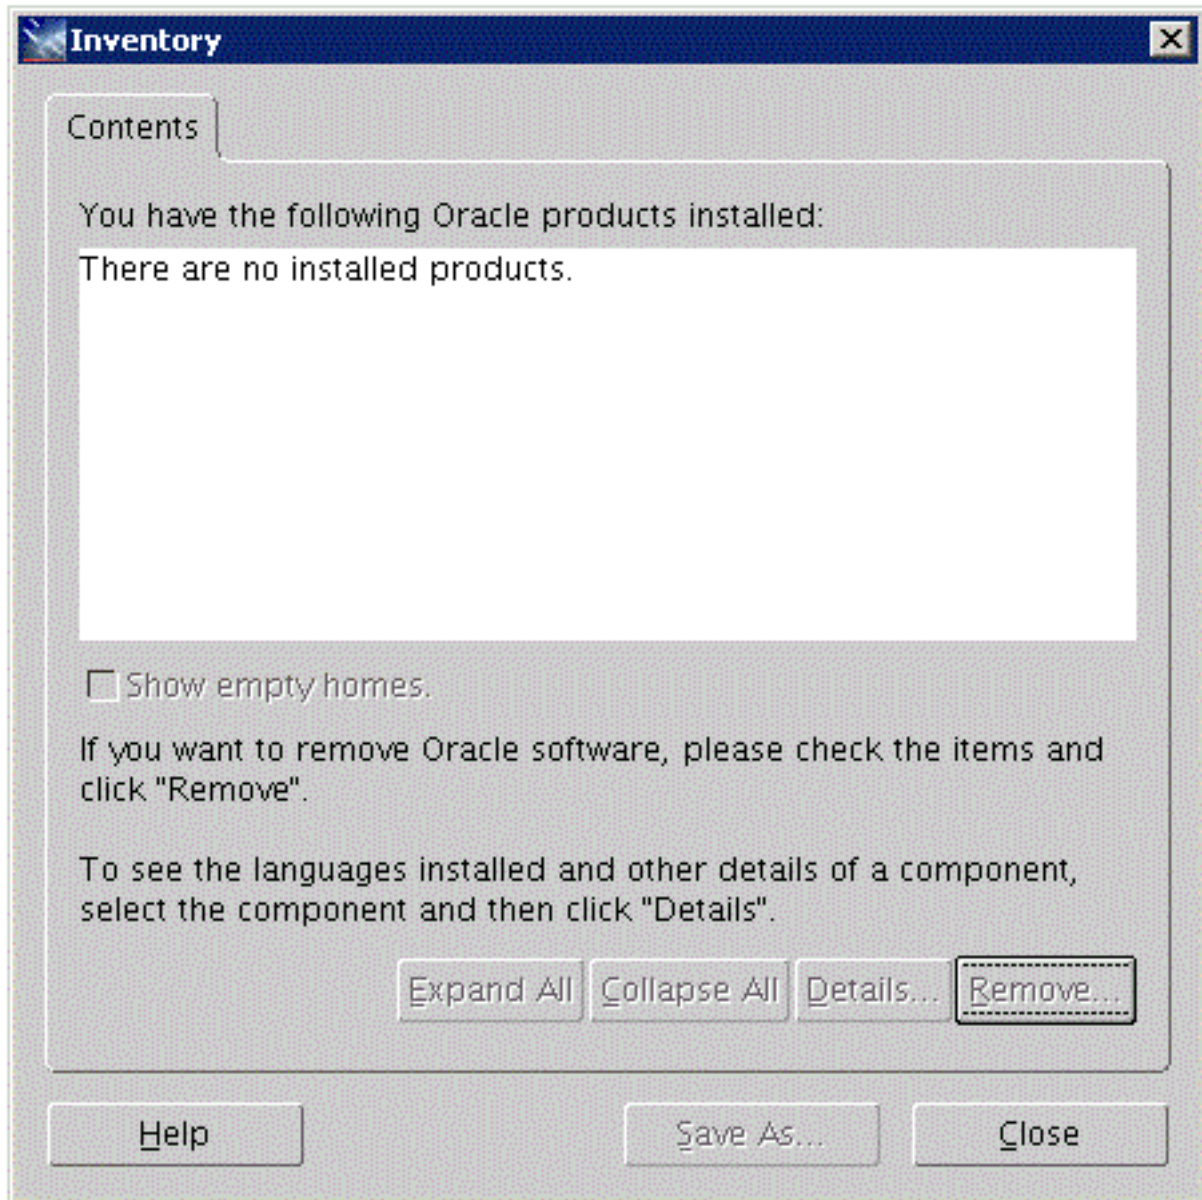 Inventory
Contents
You have the following Oracle products installed:
There are no installed products.
Show empty homes.
If you want to remove Oracle software, please check the items and
click "Remove".
To see the languages installed and other details of a component,
select the component and then click "Details".
Expand All Collapse All Details... Remove...
Help Save As... Close